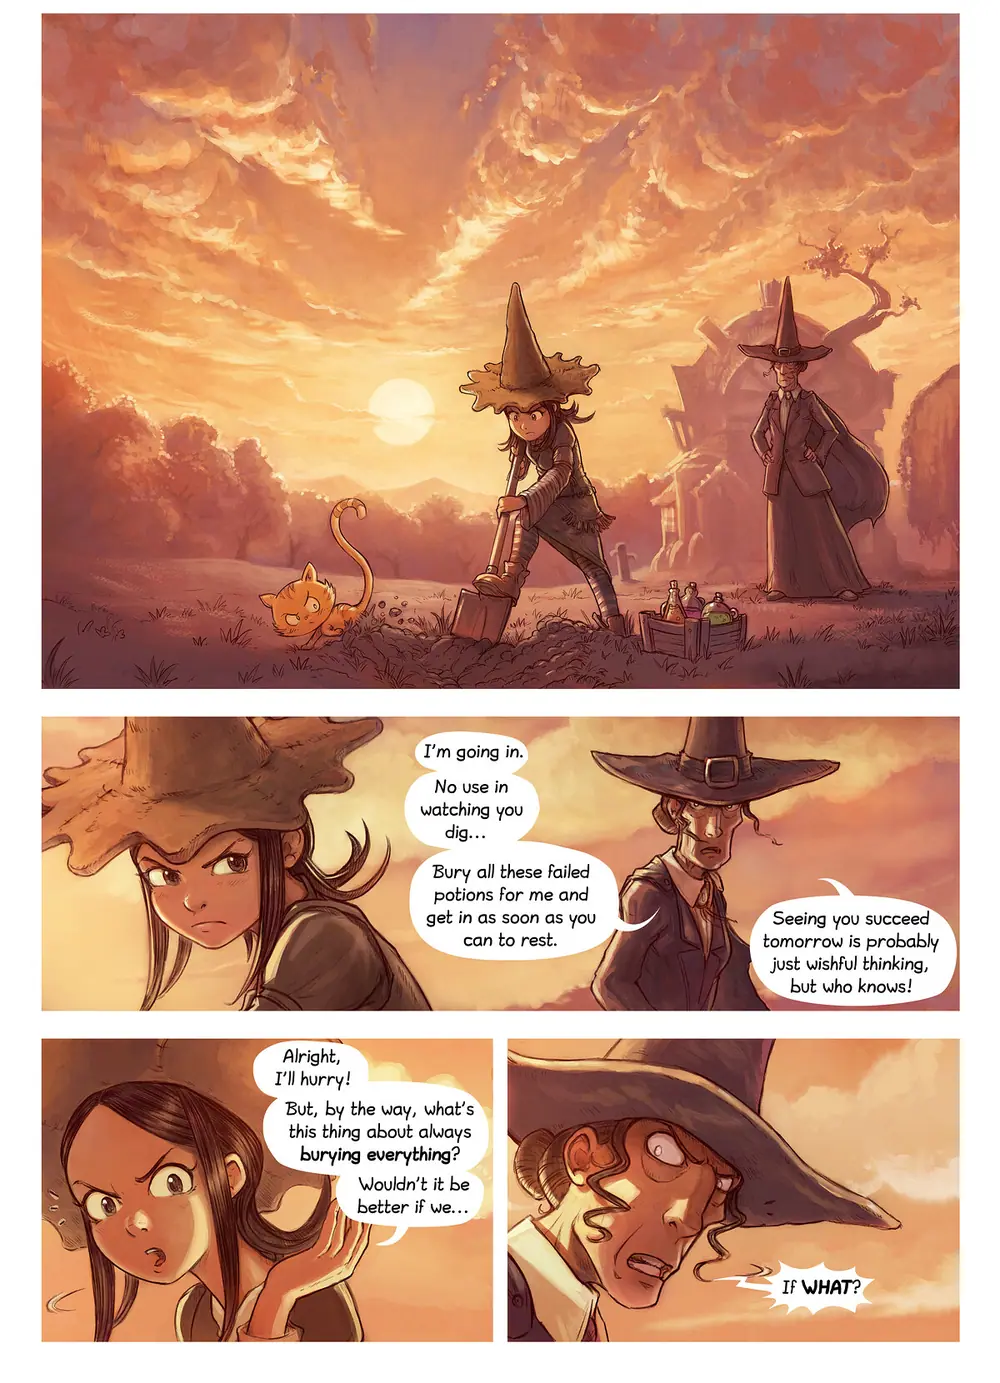 I'm going in.
No use in
watching you
dig...
Bury all these failed
potions for me and
get in as soon as you
can to rest.
Seeing you succeed
tomorrow is probably
just wishful thinking,
but who knows!
Alright,
I'll hurry!
But, by the way, what's
this thing about always
burying everything?
Wouldn't it be
better if we...
If WHAT?